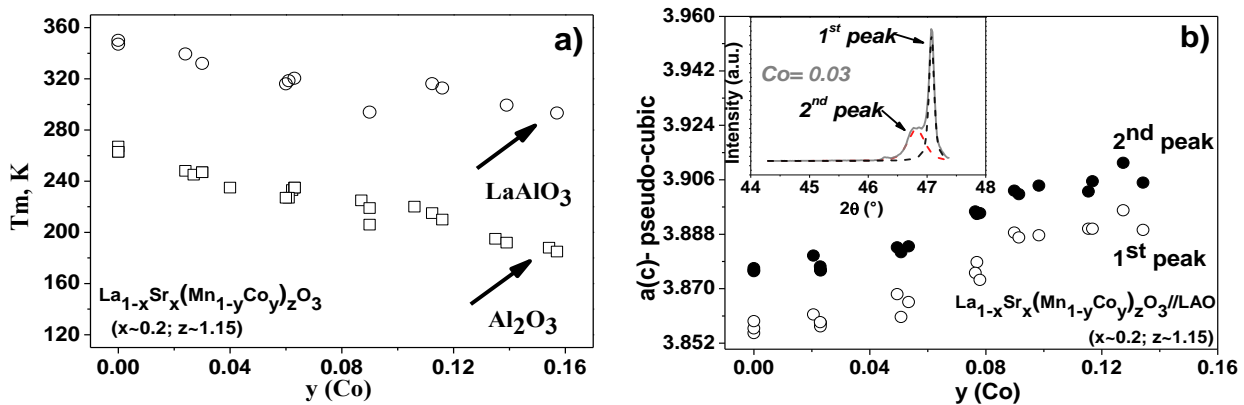 a)
360
320
280
240
200
160
120
Tm, K
LaAlO₃
Al₂O₃
La₁₋ₓSrₓ(Mn₁₋yCoy)zO₃
(x~0.2; z~1.15)
0.00 0.04 0.08 0.12 0.16
y (Co)
b)
3.960
3.942
3.924
3.906
3.888
3.870
3.852
a(c)- pseudo-cubic
Intensity (a.u.)
1st peak
Co= 0.03
2nd peak
44 45 46 47 48
2θ (°)
2nd peak
1st peak
La₁₋ₓSrₓ(Mn₁₋yCoy)zO₃//LAO
(x~0.2; z~1.15)
0.00 0.04 0.08 0.12 0.16
y (Co)